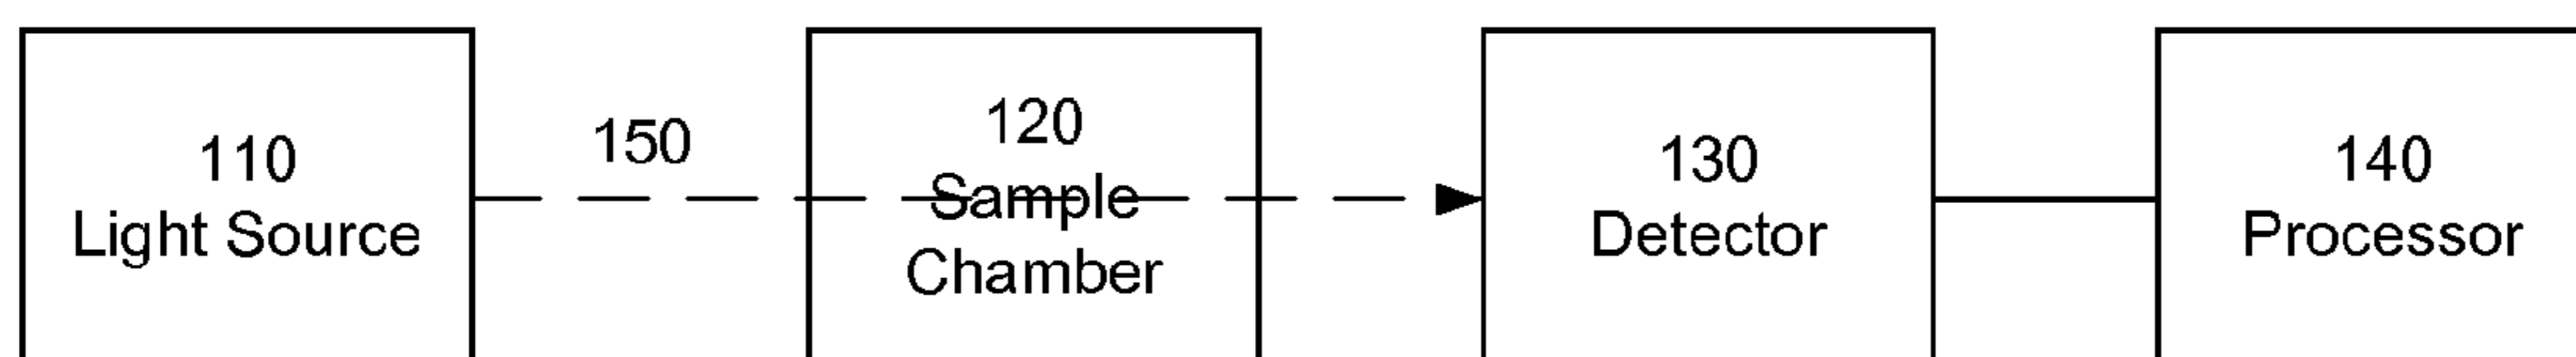 110
Light Source
150
120
Sample
Chamber
130
Detector
140
Processor